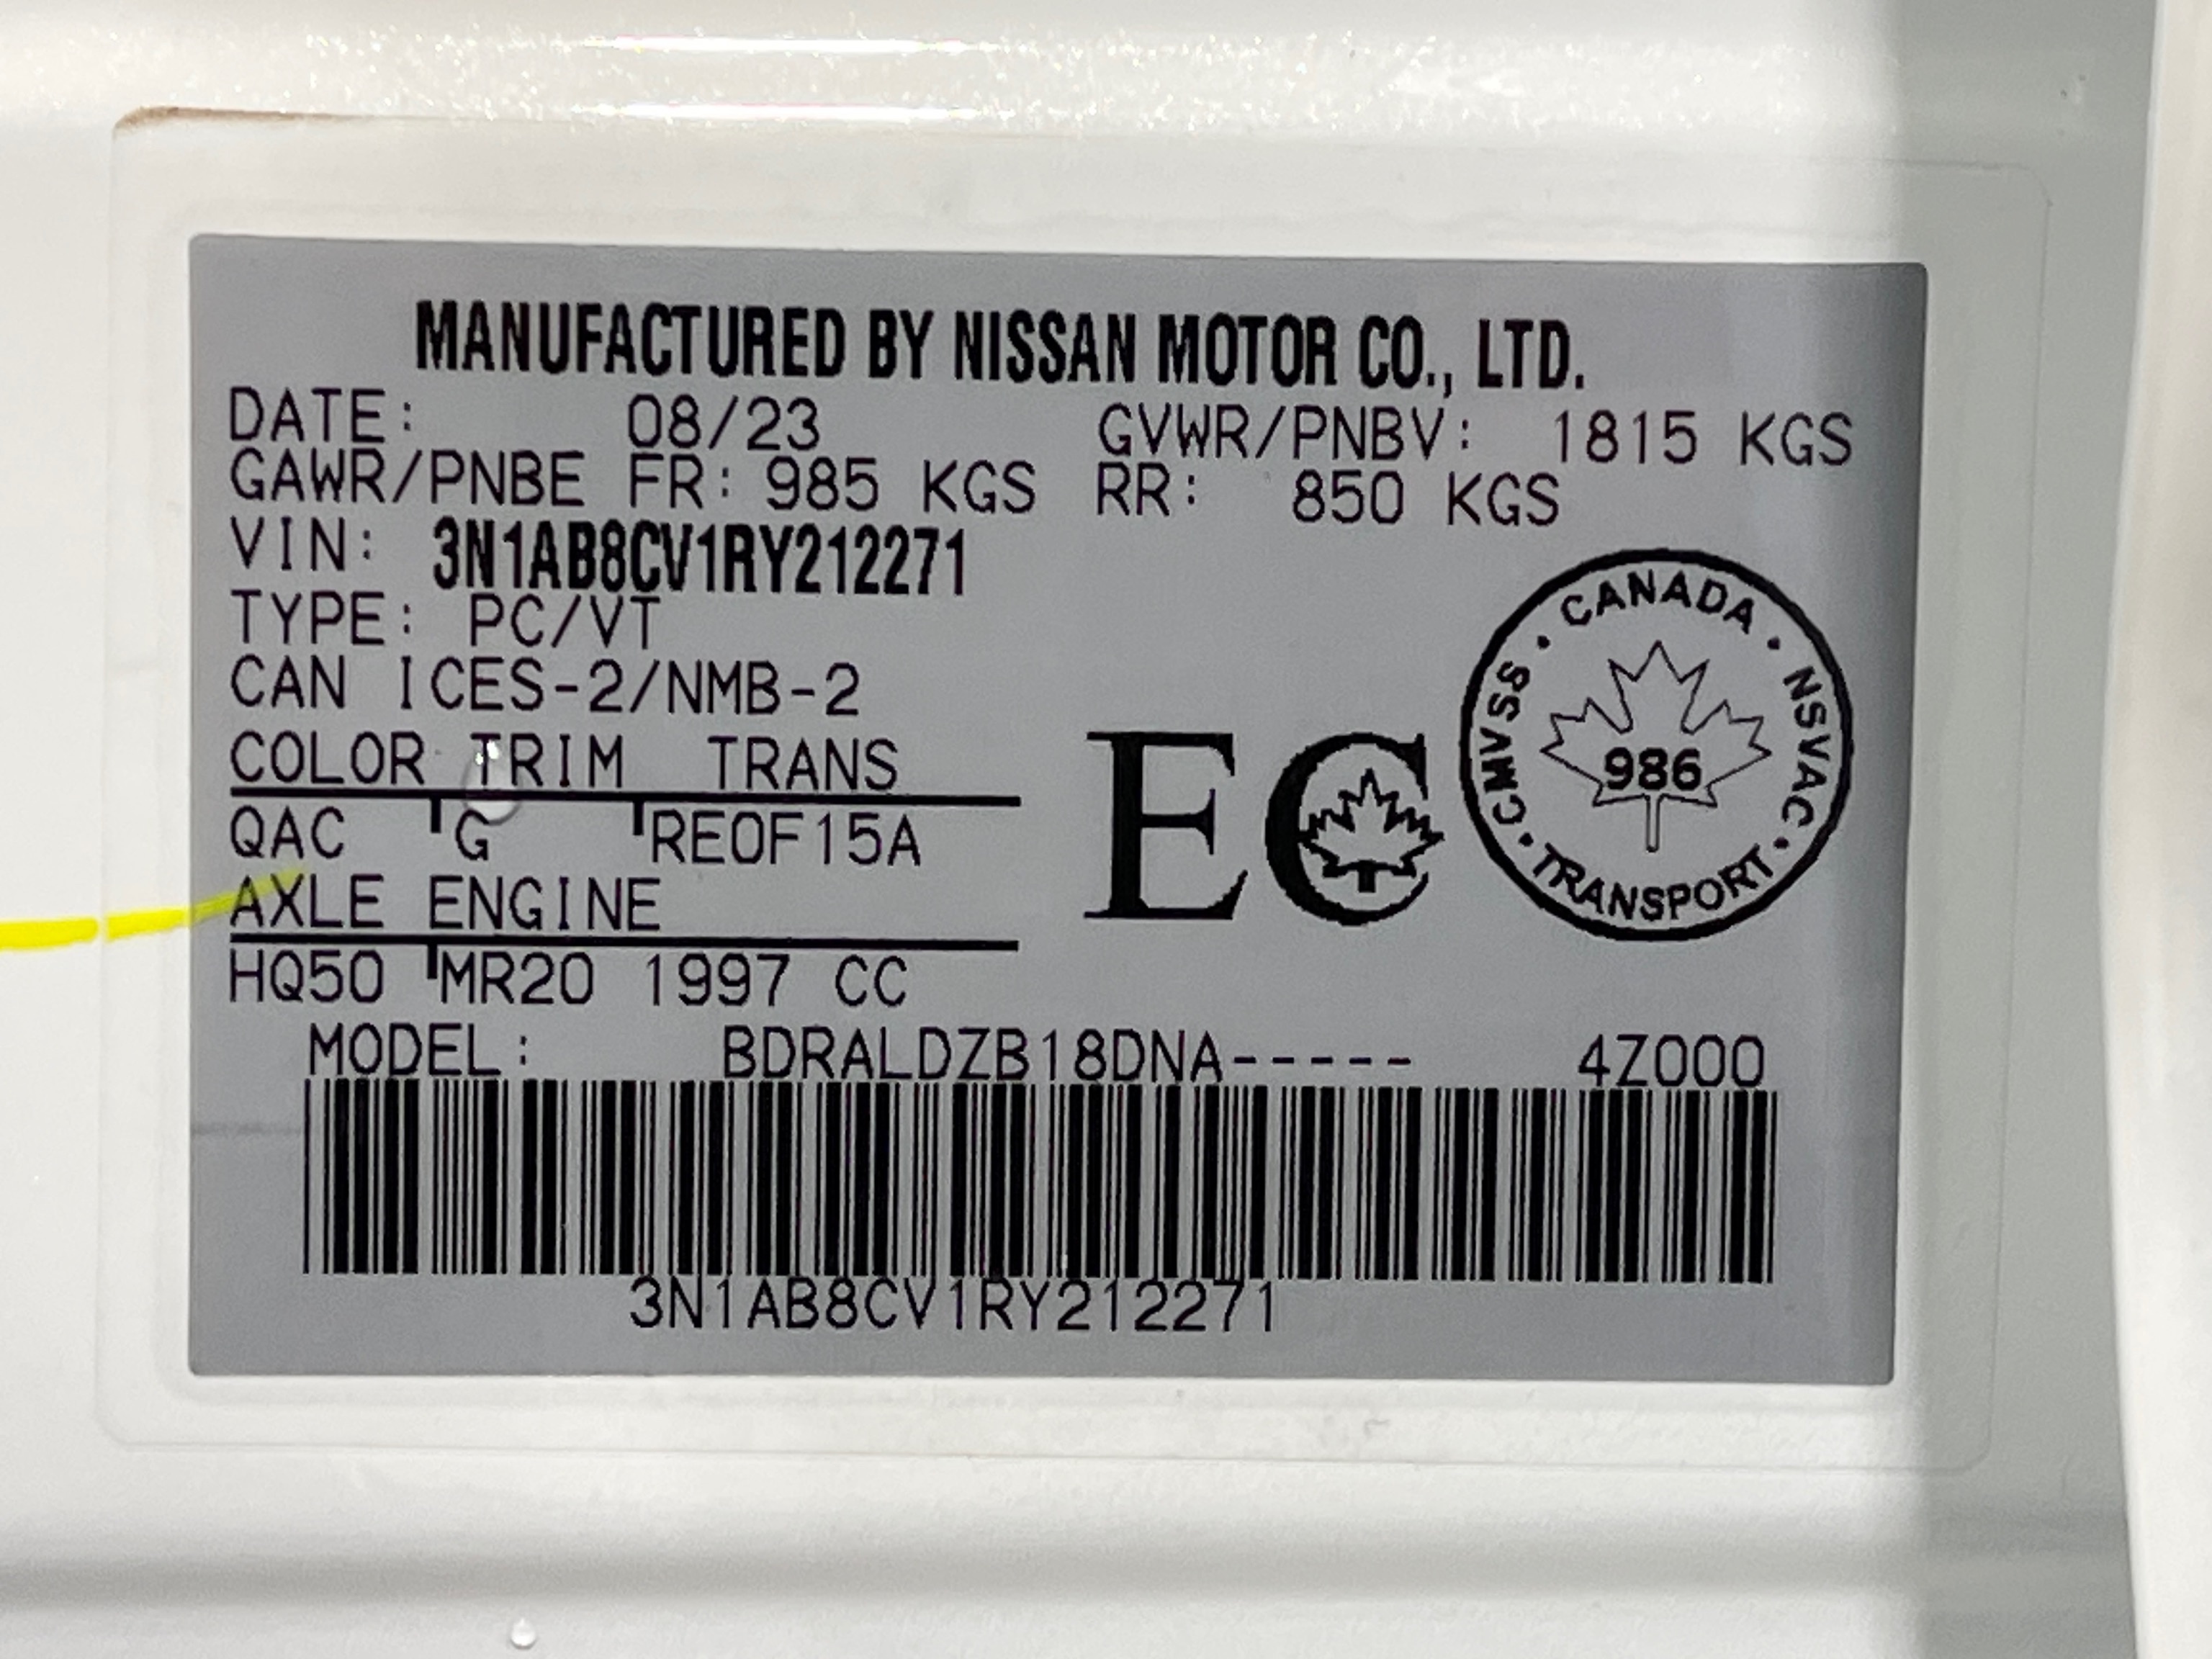 MANUFACTURED BY NISSAN MOTOR CO., LTD.
DATE: 08/23 GVWR/PNBV: 1815 KGS
GAWR/PNBE FR: 985 KGS RR: 850 KGS
VIN: 3N1AB8CV1RY212271
TYPE: PC/VT
CAN ICES-2/NMB-2
COLOR TRIM TRANS
QAC G RE0F15A
AXLE ENGINE
HQ50 MR20 1997 CC
EC
CANADA · NSVAC · TRANSPORT · CMVSS ·
986
MODEL: BDRALDZB18DNA----- 4Z000
3N1AB8CV1RY212271